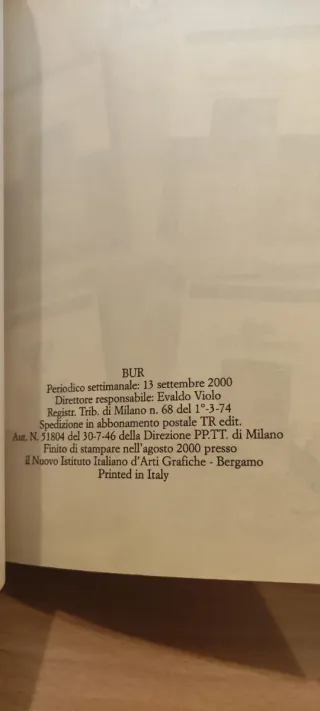 BUR
Periodico settimanale: 13 settembre 2000
Direttore responsabile: Evaldo Violo
Registr. Trib. di Milano n. 68 del 1°-3-74
Spedizione in abbonamento postale TR edit.
Aut. N. 51804 del 30-7-46 della Direzione PP.TT. di Milano
Finito di stampare nell'agosto 2000 presso
il Nuovo Istituto Italiano d'Arti Grafiche - Bergamo
Printed in Italy